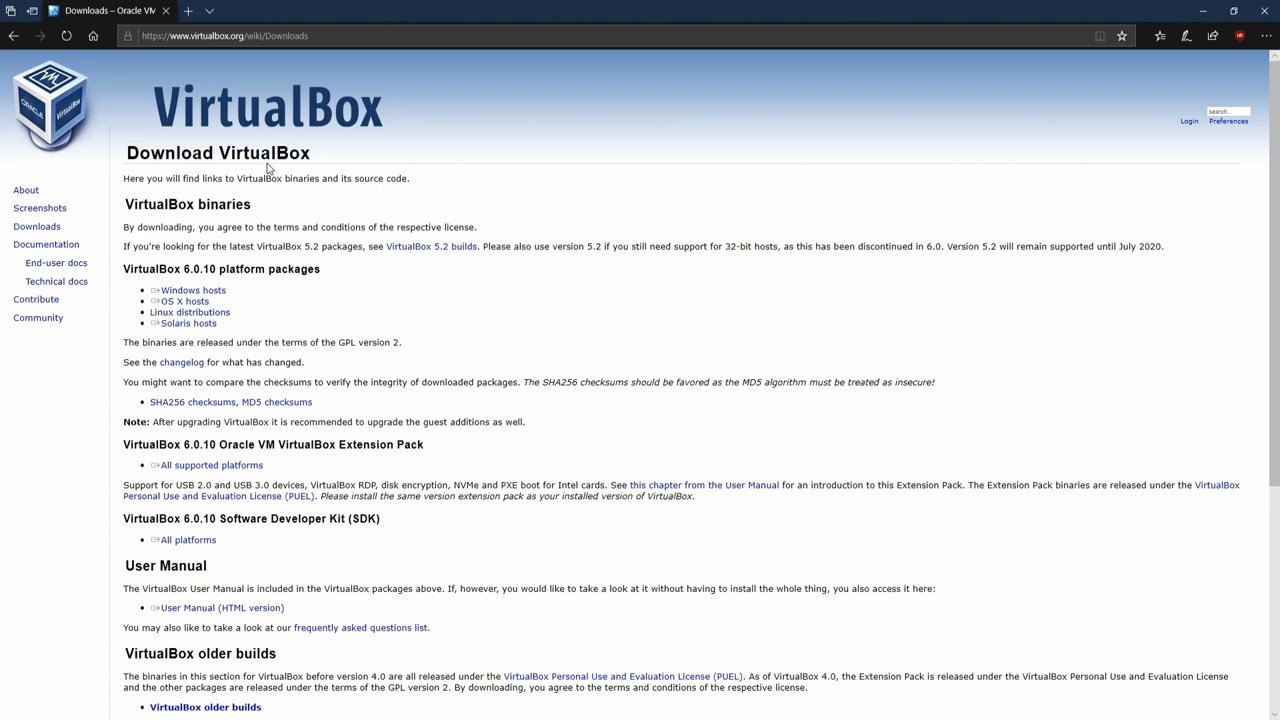 Downloads – Oracle VM
https://www.virtualbox.org/wiki/Downloads
ORACLE
VirtualBox
VirtualBox
search...
Login Preferences
Download VirtualBox
Here you will find links to VirtualBox binaries and its source code.
About
Screenshots
Downloads
Documentation
End-user docs
Technical docs
Contribute
Community
VirtualBox binaries
By downloading, you agree to the terms and conditions of the respective license.
If you're looking for the latest VirtualBox 5.2 packages, see VirtualBox 5.2 builds. Please also use version 5.2 if you still need support for 32-bit hosts, as this has been discontinued in 6.0. Version 5.2 will remain supported until July 2020.
VirtualBox 6.0.10 platform packages
Windows hosts
OS X hosts
Linux distributions
Solaris hosts
The binaries are released under the terms of the GPL version 2.
See the changelog for what has changed.
You might want to compare the checksums to verify the integrity of downloaded packages. The SHA256 checksums should be favored as the MD5 algorithm must be treated as insecure!
SHA256 checksums, MD5 checksums
Note: After upgrading VirtualBox it is recommended to upgrade the guest additions as well.
VirtualBox 6.0.10 Oracle VM VirtualBox Extension Pack
All supported platforms
Support for USB 2.0 and USB 3.0 devices, VirtualBox RDP, disk encryption, NVMe and PXE boot for Intel cards. See this chapter from the User Manual for an introduction to this Extension Pack. The Extension Pack binaries are released under the VirtualBox
Personal Use and Evaluation License (PUEL). Please install the same version extension pack as your installed version of VirtualBox.
VirtualBox 6.0.10 Software Developer Kit (SDK)
All platforms
User Manual
The VirtualBox User Manual is included in the VirtualBox packages above. If, however, you would like to take a look at it without having to install the whole thing, you also access it here:
User Manual (HTML version)
You may also like to take a look at our frequently asked questions list.
VirtualBox older builds
The binaries in this section for VirtualBox before version 4.0 are all released under the VirtualBox Personal Use and Evaluation License (PUEL). As of VirtualBox 4.0, the Extension Pack is released under the VirtualBox Personal Use and Evaluation License
and the other packages are released under the terms of the GPL version 2. By downloading, you agree to the terms and conditions of the respective license.
VirtualBox older builds